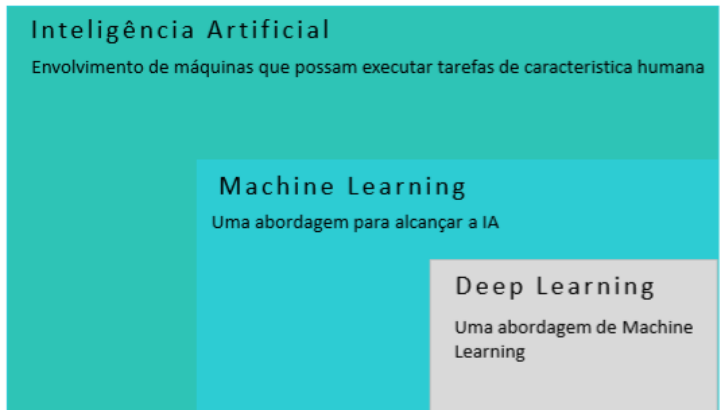 Inteligência Artificial
Envolvimento de máquinas que possam executar tarefas de caracteristica humana
Machine Learning
Uma abordagem para alcançar a IA
Deep Learning
Uma abordagem de Machine
Learning